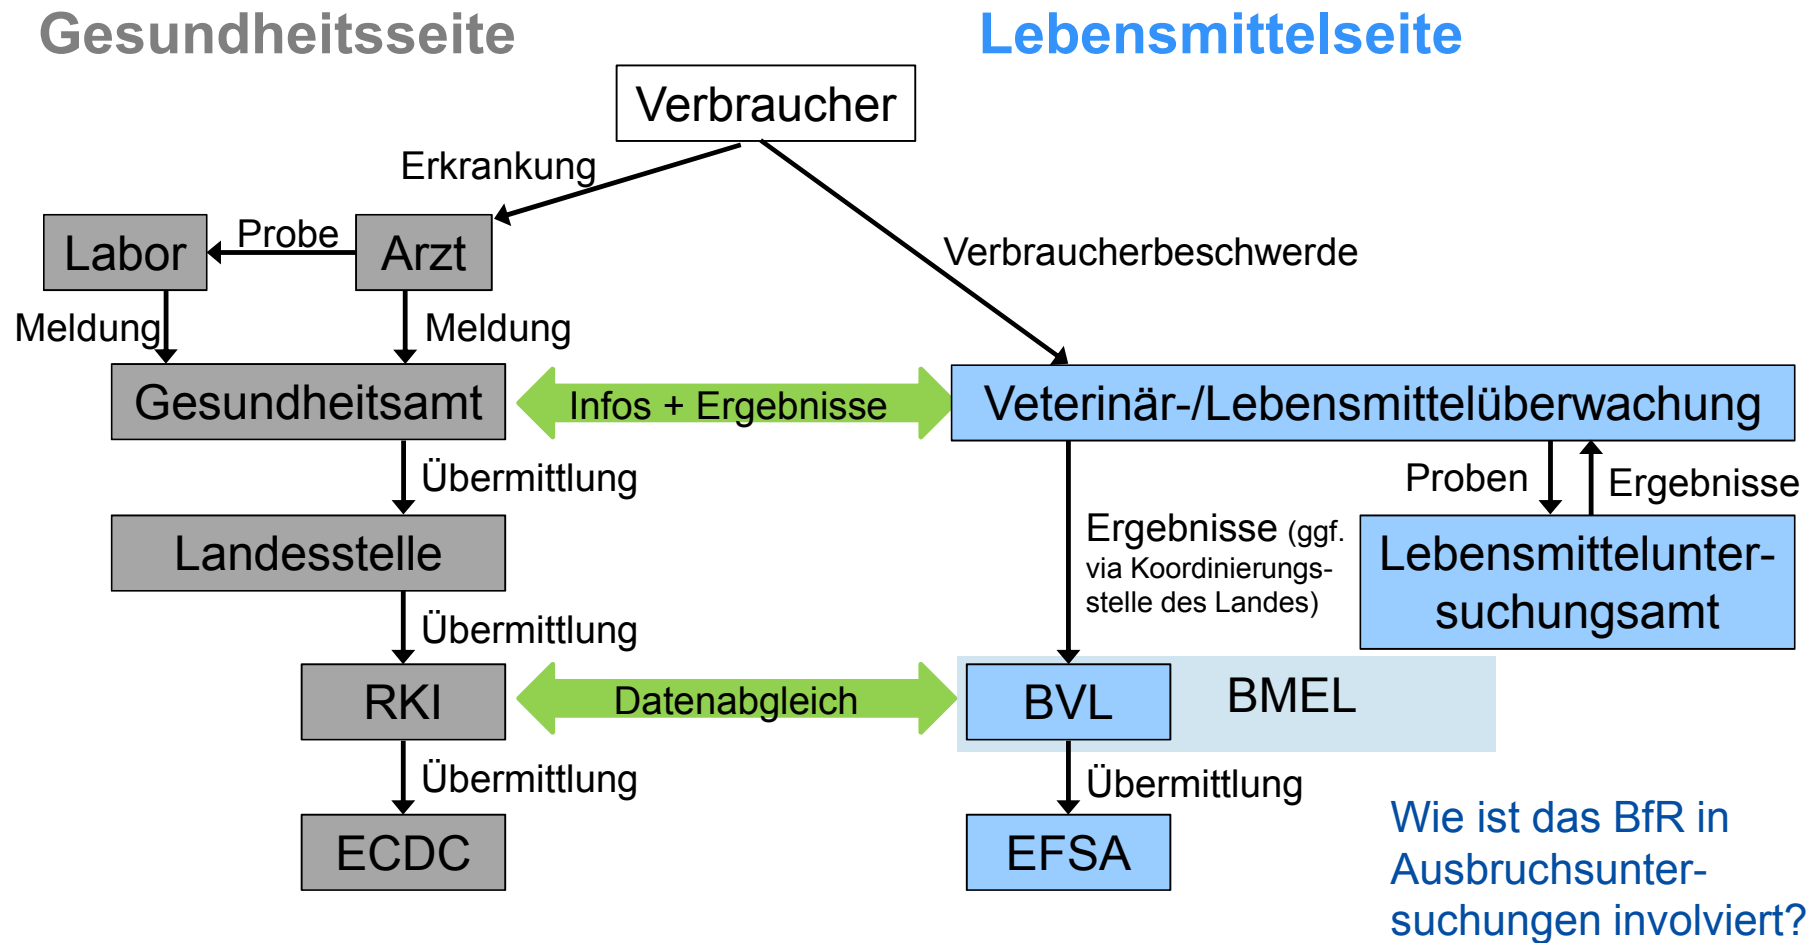 Gesundheitsseite
Lebensmittelseite
Verbraucher
Erkrankung
Labor
Probe
Arzt
Verbraucherbeschwerde
Meldung
Meldung
Gesundheitsamt
Infos + Ergebnisse
Veterinär-/Lebensmittelüberwachung
Übermittlung
Proben
Ergebnisse
Landesstelle
Ergebnisse (ggf.
via Koordinierungs-
stelle des Landes)
Lebensmittelunter-
suchungsamt
Übermittlung
RKI
Datenabgleich
BVL
BMEL
Übermittlung
Übermittlung
ECDC
EFSA
Wie ist das BfR in
Ausbruchsunter-
suchungen involviert?